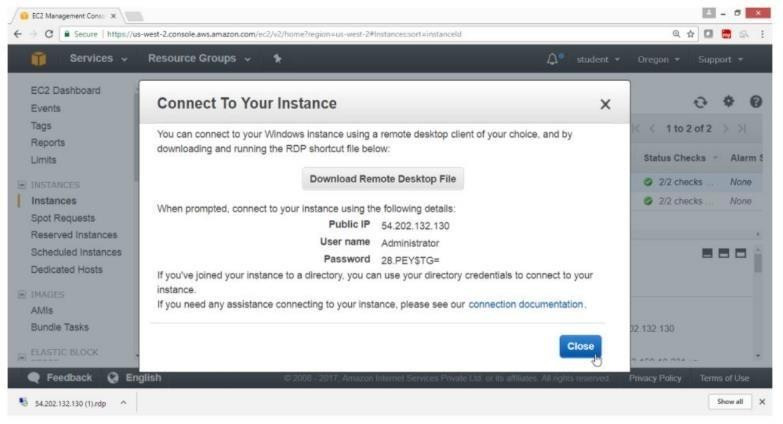 EC2 Management Consol
Secure | https://us-west-2.console.aws.amazon.com/ec2/v2/home?region=us-west-2#Instances:sort=instanceId
Services
Resource Groups
student
Oregon
Support
EC2 Dashboard
Events
Tags
Reports
Limits
INSTANCES
Instances
Spot Requests
Reserved Instances
Scheduled Instances
Dedicated Hosts
IMAGES
AMIs
Bundle Tasks
ELASTIC BLOCK
Connect To Your Instance
You can connect to your Windows instance using a remote desktop client of your choice, and by
downloading and running the RDP shortcut file below:
Download Remote Desktop File
When prompted, connect to your instance using the following details:
Public IP 54.202.132.130
User name Administrator
Password 28.PEY$TG=
If you've joined your instance to a directory, you can use your directory credentials to connect to your
instance.
If you need any assistance connecting to your instance, please see our connection documentation.
Close
1 to 2 of 2
Status Checks Alarm S
2/2 checks ... None
2/2 checks ... None
02.132.130
Feedback
English
© 2008 - 2017, Amazon Internet Services Private Ltd. or its affiliates. All rights reserved.
Privacy Policy
Terms of Use
54.202.132.130 (1).rdp
Show all